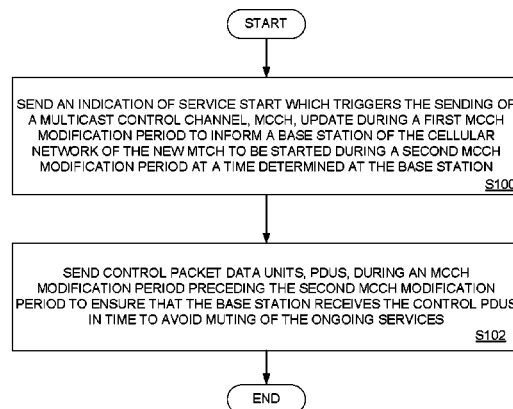 START
SEND AN INDICATION OF SERVICE START WHICH TRIGGERS THE SENDING OF
A MULTICAST CONTROL CHANNEL, MCCH, UPDATE DURING A FIRST MCCH
MODIFICATION PERIOD TO INFORM A BASE STATION OF THE CELLULAR
NETWORK OF THE NEW MTCH TO BE STARTED DURING A SECOND MCCH
MODIFICATION PERIOD AT A TIME DETERMINED AT THE BASE STATION
S100
SEND CONTROL PACKET DATA UNITS, PDUS, DURING AN MCCH
MODIFICATION PERIOD PRECEDING THE SECOND MCCH MODIFICATION
PERIOD TO ENSURE THAT THE BASE STATION RECEIVES THE CONTROL PDUS
IN TIME TO AVOID MUTING OF THE ONGOING SERVICES
S102
END